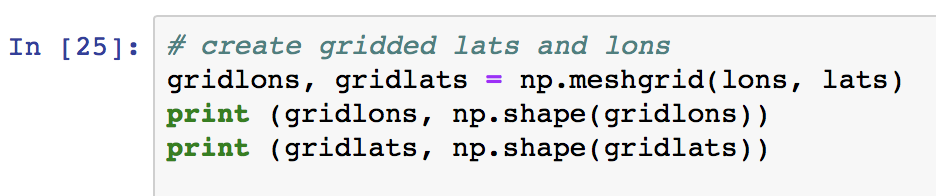 In [25]: # create gridded lats and lons
gridlons, gridlats = np.meshgrid(lons, lats)
print (gridlons, np.shape(gridlons))
print (gridlats, np.shape(gridlats))